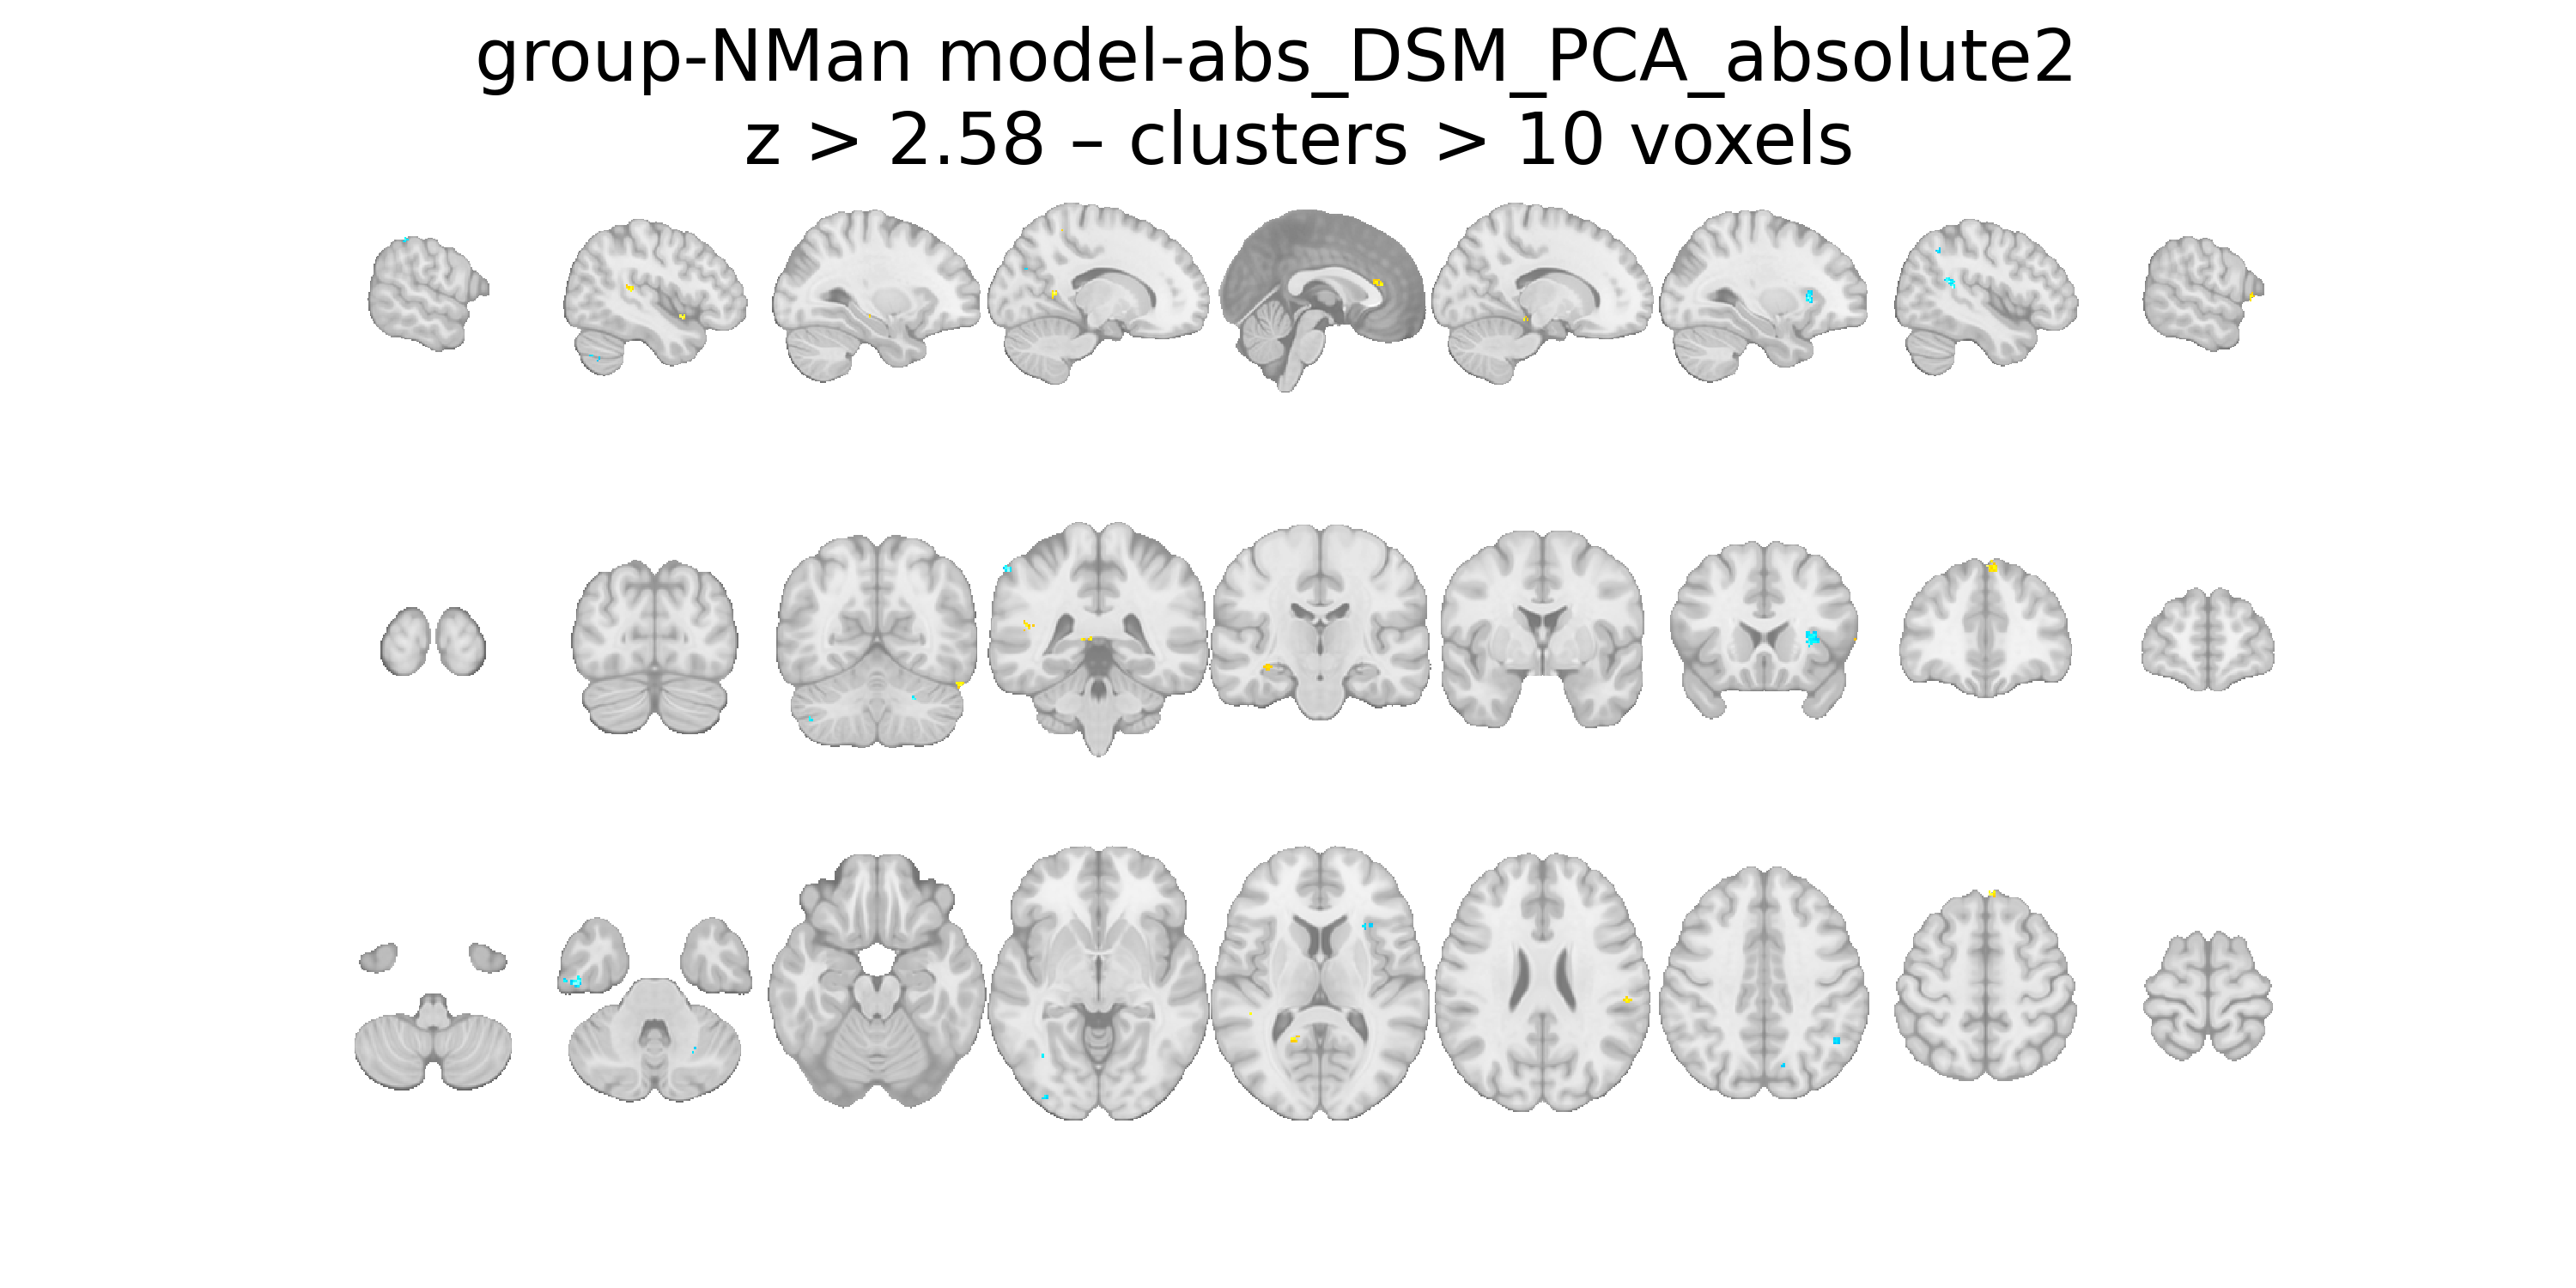 group-NMan model-abs_DSM_PCA_absolute2
z > 2.58 – clusters > 10 voxels